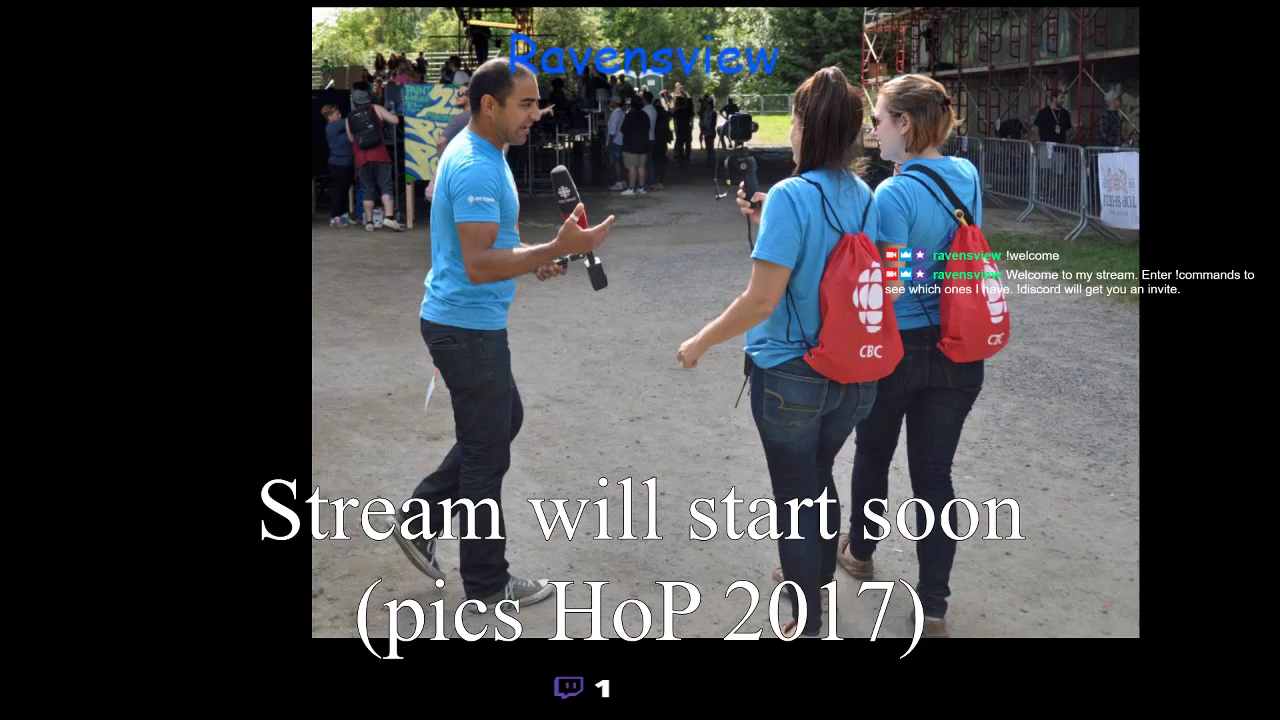 Ravensview
ravensview !welcome
ravensview Welcome to my stream. Enter !commands to
see which ones I have. !discord will get you an invite.
CBC
CBC
Stream will start soon
(pics HoP 2017)
1